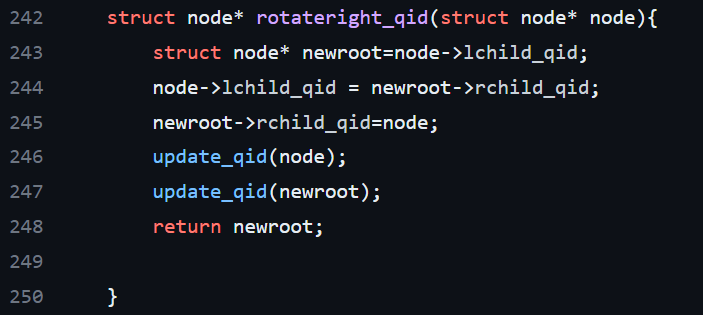 242 struct node* rotateright_qid(struct node* node){
243 struct node* newroot=node->lchild_qid;
244 node->lchild_qid = newroot->rchild_qid;
245 newroot->rchild_qid=node;
246 update_qid(node);
247 update_qid(newroot);
248 return newroot;
249
250 }